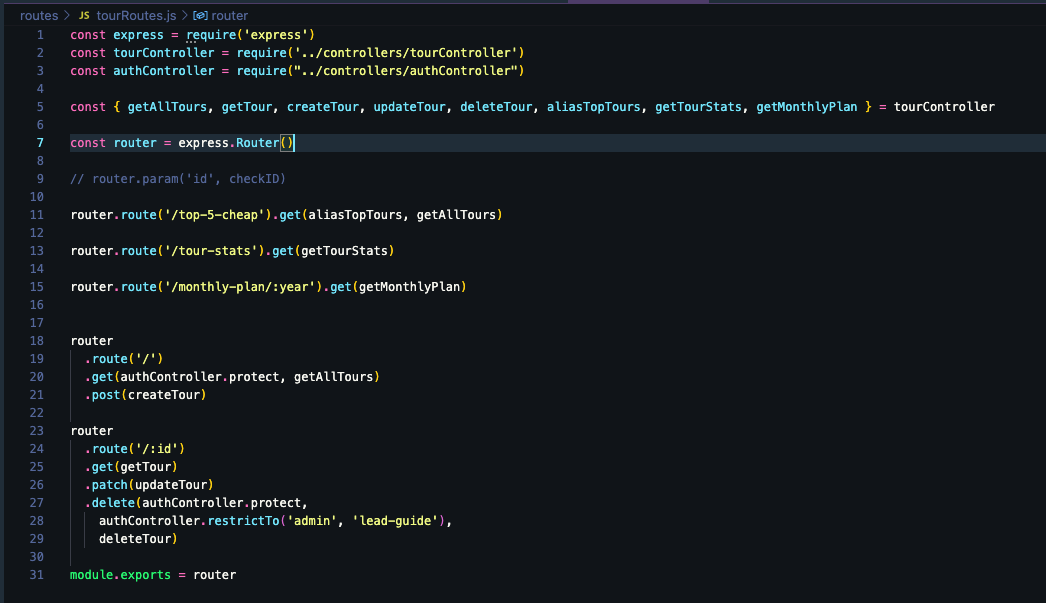 routes > JS tourRoutes.js > router
1 const express = require('express')
2 const tourController = require('../controllers/tourController')
3 const authController = require("../controllers/authController")
4
5 const { getAllTours, getTour, createTour, updateTour, deleteTour, aliasTopTours, getTourStats, getMonthlyPlan } = tourController
6
7 const router = express.Router()
8
9 // router.param('id', checkID)
10
11 router.route('/top-5-cheap').get(aliasTopTours, getAllTours)
12
13 router.route('/tour-stats').get(getTourStats)
14
15 router.route('/monthly-plan/:year').get(getMonthlyPlan)
16
17
18 router
19   .route('/')
20   .get(authController.protect, getAllTours)
21   .post(createTour)
22
23 router
24   .route('/:id')
25   .get(getTour)
26   .patch(updateTour)
27   .delete(authController.protect,
28     authController.restrictTo('admin', 'lead-guide'),
29     deleteTour)
30
31 module.exports = router